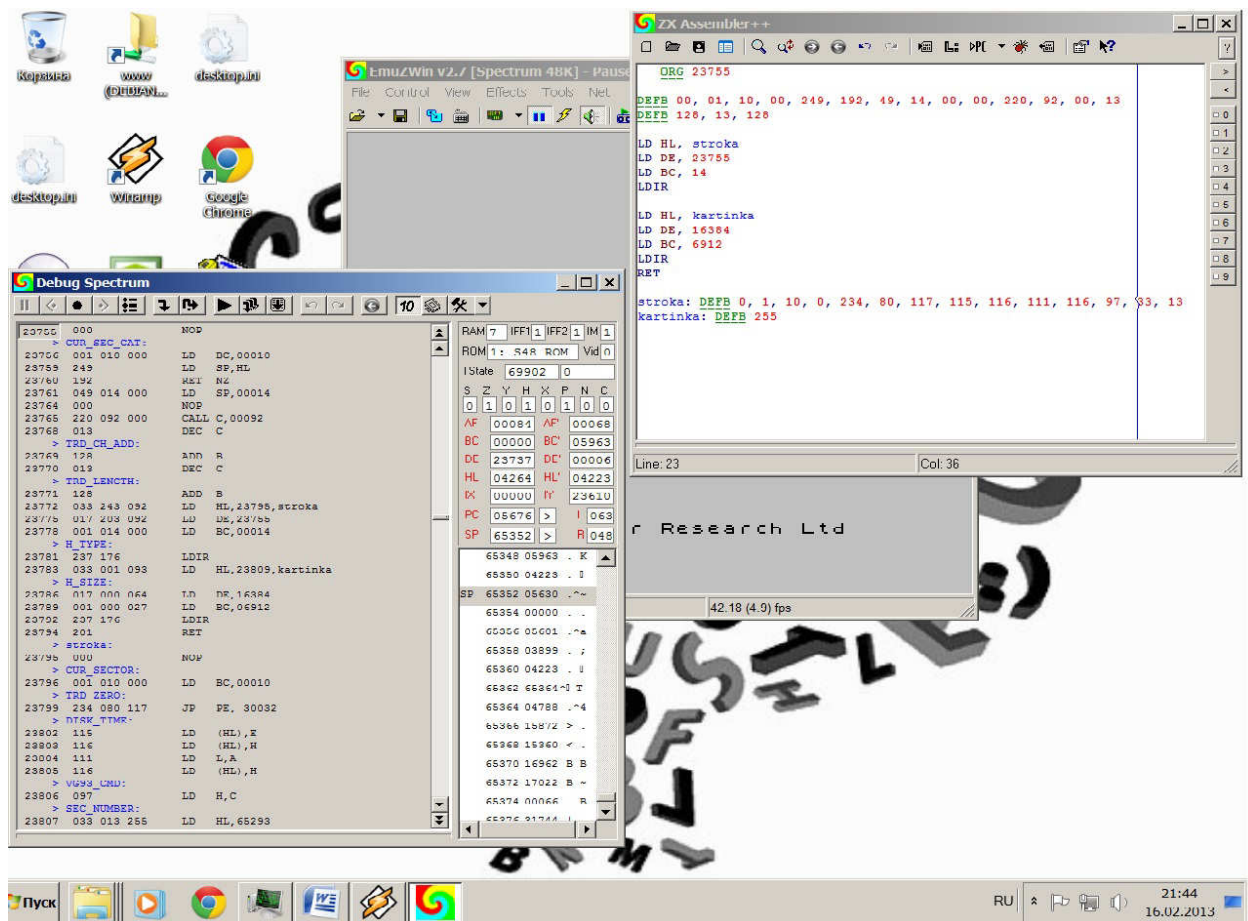 Корзина
www (DEBIAN...
desktop.ini
desktop.ini
Winamp
Google Chrome
EmuZWin v2.7 [Spectrum 48K] - Pause
File Control View Effects Tools Net
ZX Assembler++
ORG 23755
DEFB 00, 01, 10, 00, 249, 192, 49, 14, 00, 00, 220, 92, 00, 13
DEFB 128, 13, 128
LD HL, stroka
LD DE, 23755
LD BC, 14
LDIR
LD HL, kartinka
LD DE, 16384
LD BC, 6912
LDIR
RET
stroka: DEFB 0, 1, 10, 0, 234, 80, 117, 115, 116, 111, 116, 97, 33, 13
kartinka: DEFB 255
0
1
2
3
4
5
6
7
8
9
Line: 23
Col: 36
Debug Spectrum
10
23755 000 NOP
> CUR_SEC_CAT:
23756 001 010 000 LD BC,00010
23759 249 LD SP,HL
23760 192 RET NZ
23761 049 014 000 LD SP,00014
23764 000 NOP
23765 220 092 000 CALL C,00092
23768 013 DEC C
> TRD_CH_ADD:
23769 128 ADD B
23770 013 DEC C
> TRD_LENGTH:
23771 128 ADD B
23772 033 243 092 LD HL,23795,stroka
23775 017 203 092 LD DE,23755
23778 001 014 000 LD BC,00014
> H_TYPE:
23781 237 176 LDIR
23783 033 001 093 LD HL,23809,kartinka
> H_SIZE:
23786 017 000 064 LD DE,16384
23789 001 000 027 LD BC,06912
23792 237 176 LDIR
23794 201 RET
> stroka:
23795 000 NOP
> CUR_SECTOR:
23796 001 010 000 LD BC,00010
> TRD_ZERO:
23799 234 080 117 JP PE, 30032
> DISK_TIME:
23802 115 LD (HL),E
23803 116 LD (HL),H
23804 111 LD L,A
23805 116 LD (HL),H
> VG93_CMD:
23806 097 LD H,C
> SEC_NUMBER:
23807 033 013 255 LD HL,65293
RAM 7 IFF1 1 IFF2 1 IM 1
ROM 1: S48 ROM Vid 0
TState 69902 0
S Z Y H X P N C
0 1 0 1 0 1 0 0
AF 00084 AF' 00068
BC 00000 BC' 05963
DE 23737 DE' 00006
HL 04264 HL' 04223
IX 00000 IY 23610
PC 05676 > I 063
SP 65352 > R 048
65348 05963 . K
65350 04223 .
SP 65352 05630 .^~
65354 00000 . .
65356 05601 .^a
65358 03899 . ;
65360 04223 .
65362 65364 T
65364 04788 .^4
65366 15872 > .
65368 15360 < .
65370 16962 B B
65372 17022 B ~
65374 00066 B
65376 31744
r Research Ltd
42.18 (4.9) fps
Пуск
RU
21:44
16.02.2013